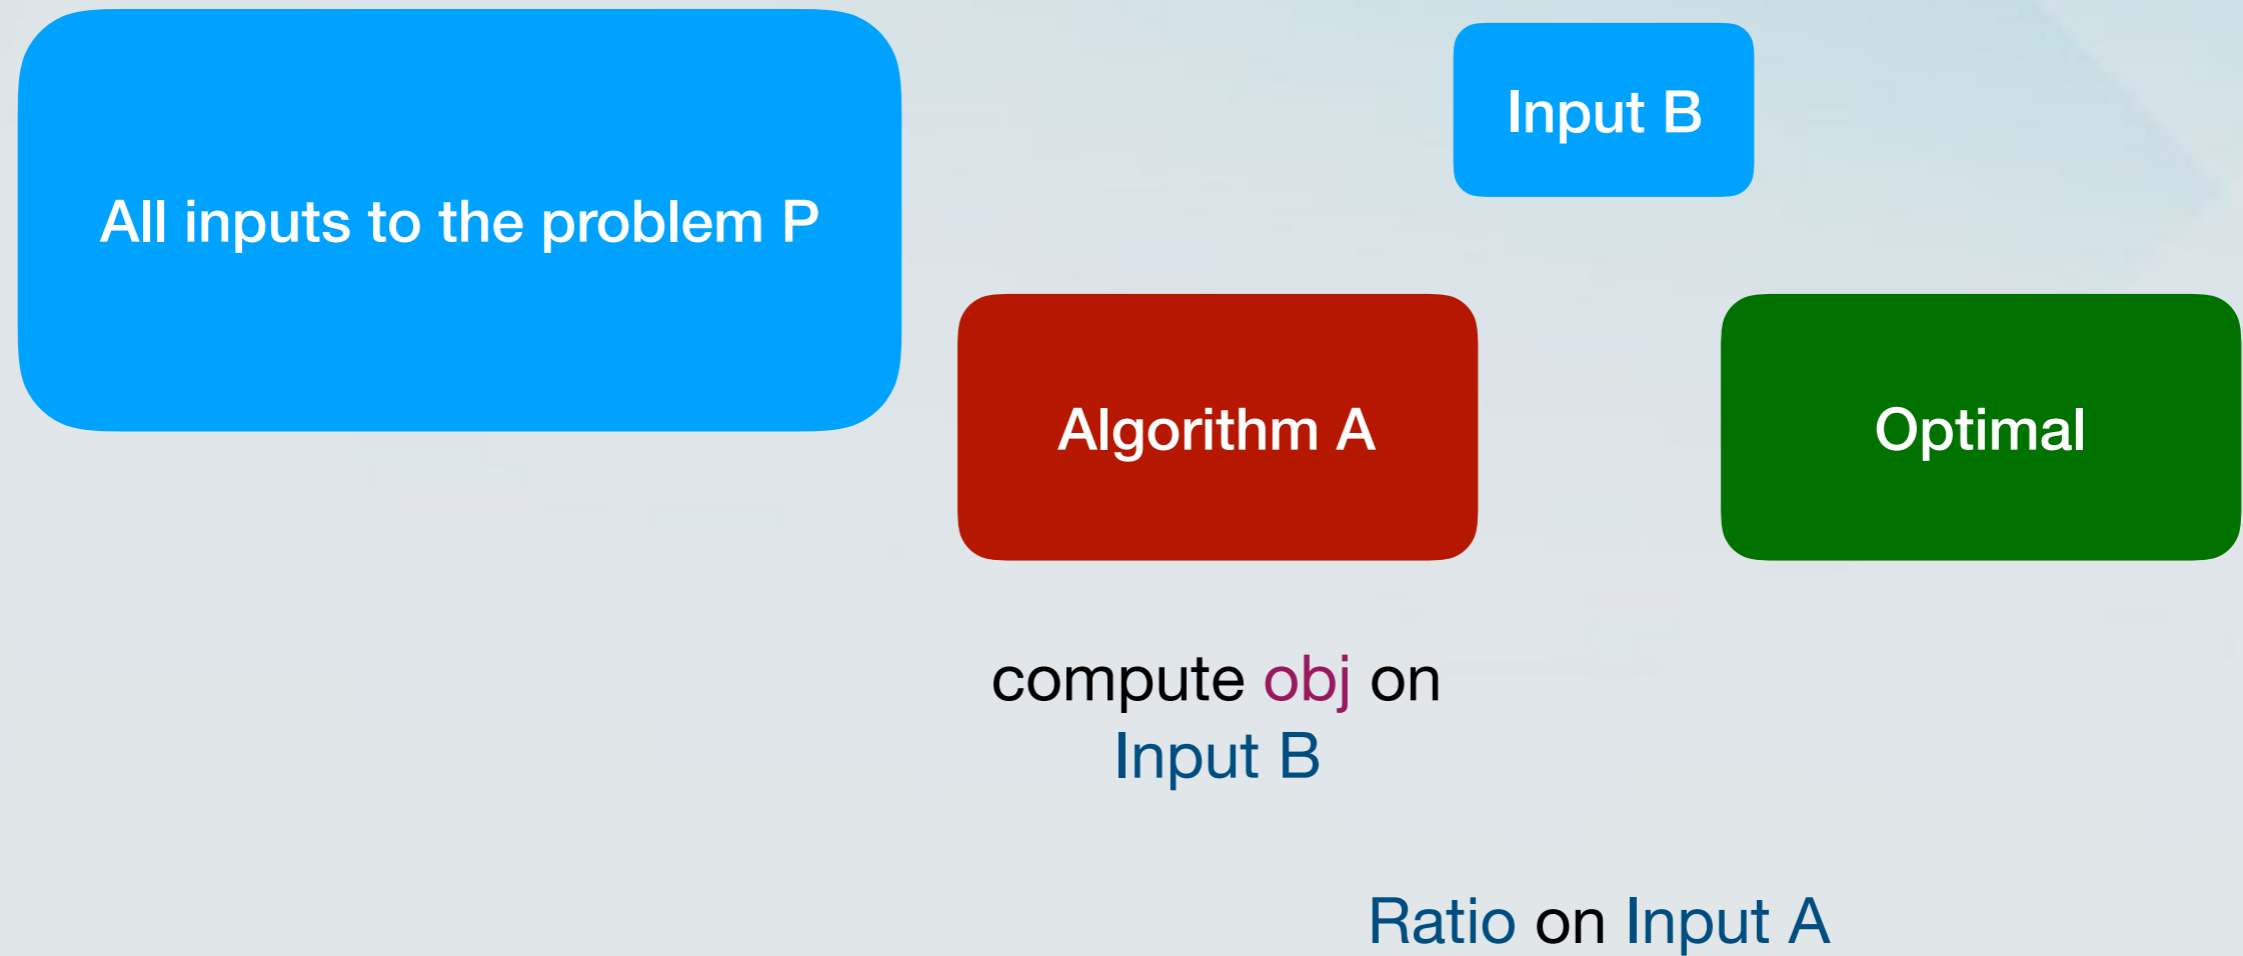 All inputs to the problem P
Input B
Algorithm A
Optimal
compute obj on
Input B
Ratio on Input A